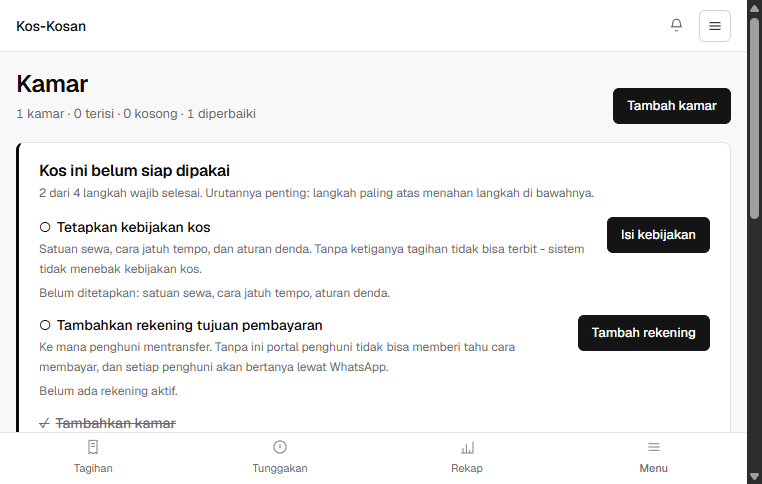 Kos-Kosan
Kamar
1 kamar · 0 terisi · 0 kosong · 1 diperbaiki
Tambah kamar
Kos ini belum siap dipakai
2 dari 4 langkah wajib selesai. Urutannya penting: langkah paling atas menahan langkah di bawahnya.
Tetapkan kebijakan kos
Satuan sewa, cara jatuh tempo, dan aturan denda. Tanpa ketiganya tagihan tidak bisa terbit - sistem
tidak menebak kebijakan kos.
Belum ditetapkan: satuan sewa, cara jatuh tempo, aturan denda.
Isi kebijakan
Tambahkan rekening tujuan pembayaran
Ke mana penghuni mentransfer. Tanpa ini portal penghuni tidak bisa memberi tahu cara
membayar, dan setiap penghuni akan bertanya lewat WhatsApp.
Belum ada rekening aktif.
Tambah rekening
Tambahkan kamar
Tagihan
Tunggakan
Rekap
Menu